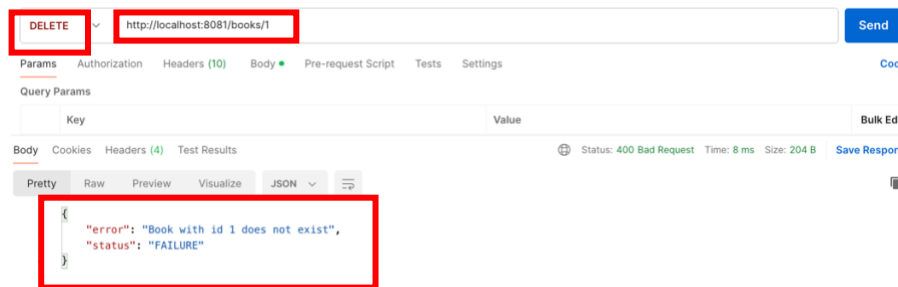 DELETE http://localhost:8081/books/1 Send
Params Authorization Headers (10) Body Pre-request Script Tests Settings
Query Params
Key Value Bulk Ed
Body Cookies Headers (4) Test Results Status: 400 Bad Request Time: 8 ms Size: 204 B Save Respon
Pretty Raw Preview Visualize JSON
{
"error": "Book with id 1 does not exist",
"status": "FAILURE"
}